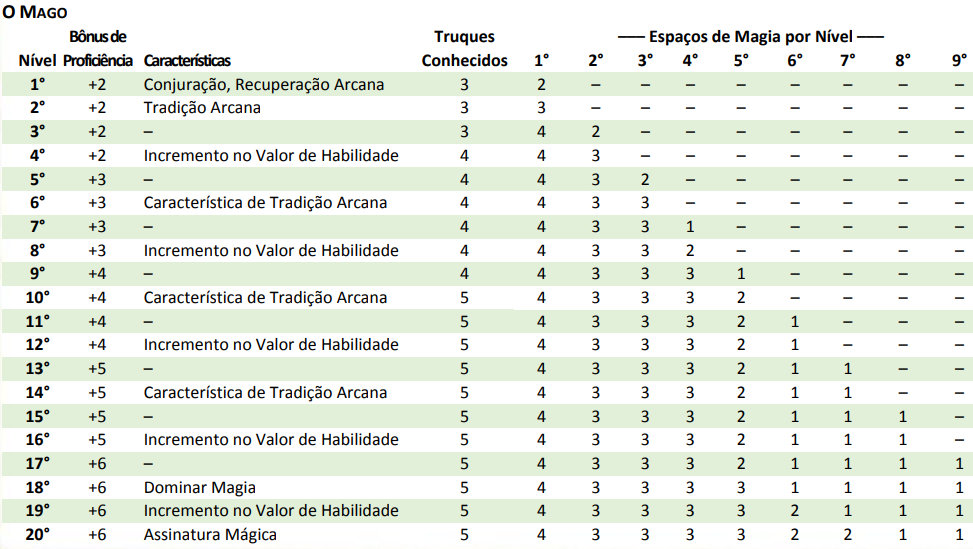 O MAGO
Bônus de Truques —— Espaços de Magia por Nível ——
Nível Proficiência Características Conhecidos 1° 2° 3° 4° 5° 6° 7° 8° 9°
1° +2 Conjuração, Recuperação Arcana 3 2 – – – – – – – –
2° +2 Tradição Arcana 3 3 – – – – – – – –
3° +2 – 3 4 2 – – – – – – –
4° +2 Incremento no Valor de Habilidade 4 4 3 – – – – – – –
5° +3 – 4 4 3 2 – – – – – –
6° +3 Característica de Tradição Arcana 4 4 3 3 – – – – – –
7° +3 – 4 4 3 3 1 – – – – –
8° +3 Incremento no Valor de Habilidade 4 4 3 3 2 – – – – –
9° +4 – 4 4 3 3 3 1 – – – –
10° +4 Característica de Tradição Arcana 5 4 3 3 3 2 – – – –
11° +4 – 5 4 3 3 3 2 1 – – –
12° +4 Incremento no Valor de Habilidade 5 4 3 3 3 2 1 – – –
13° +5 – 5 4 3 3 3 2 1 1 – –
14° +5 Característica de Tradição Arcana 5 4 3 3 3 2 1 1 – –
15° +5 – 5 4 3 3 3 2 1 1 1 –
16° +5 Incremento no Valor de Habilidade 5 4 3 3 3 2 1 1 1 –
17° +6 – 5 4 3 3 3 2 1 1 1 1
18° +6 Dominar Magia 5 4 3 3 3 3 1 1 1 1
19° +6 Incremento no Valor de Habilidade 5 4 3 3 3 3 2 1 1 1
20° +6 Assinatura Mágica 5 4 3 3 3 3 2 2 1 1